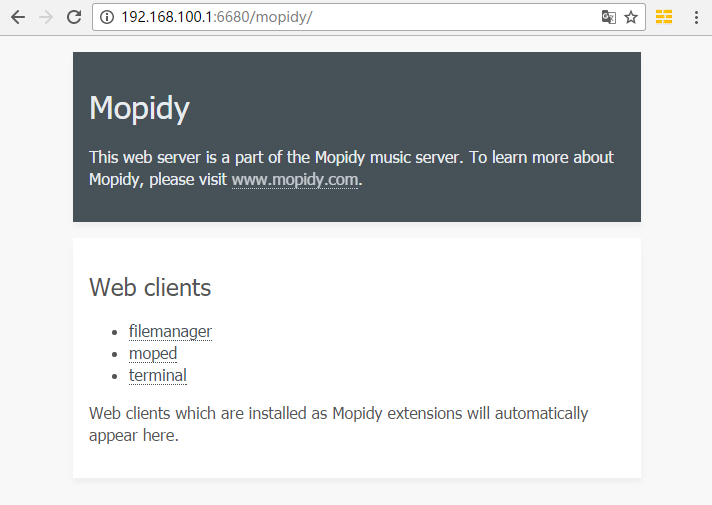 192.168.100.1:6680/mopidy/
Mopidy
This web server is a part of the Mopidy music server. To learn more about
Mopidy, please visit www.mopidy.com.
Web clients
filemanager
moped
terminal
Web clients which are installed as Mopidy extensions will automatically
appear here.